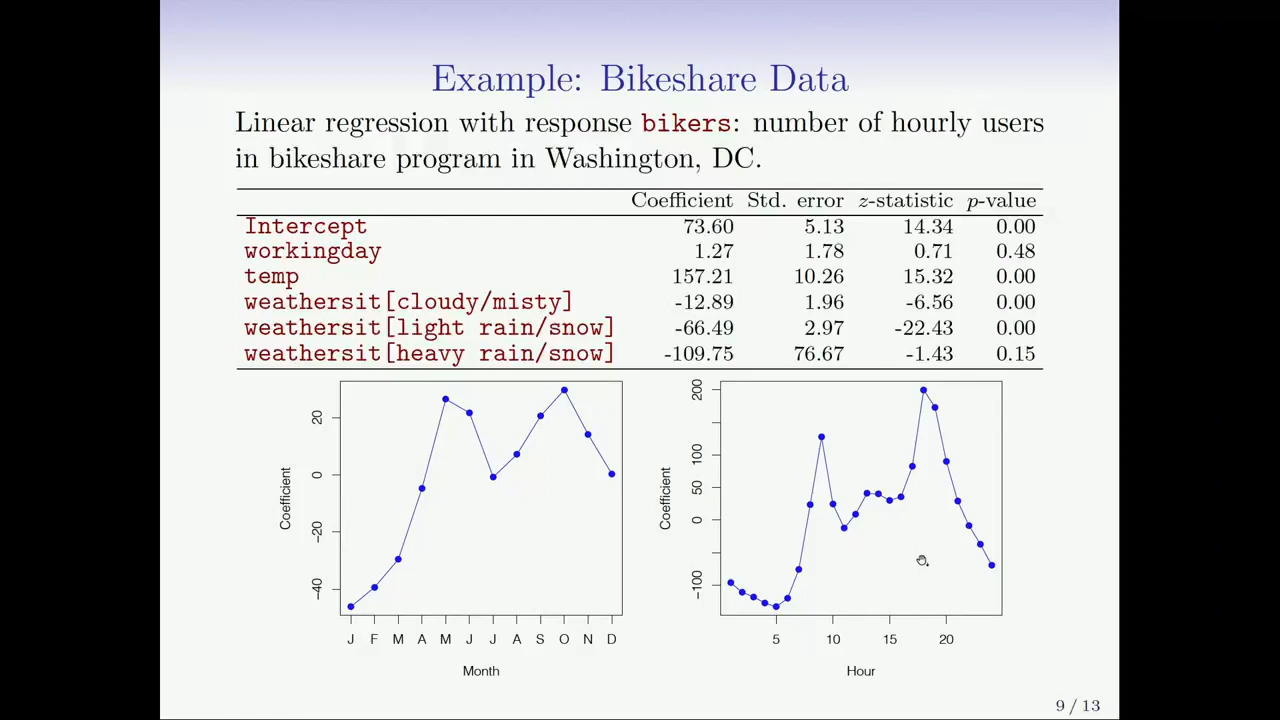 Example: Bikeshare Data
Linear regression with response bikers: number of hourly users
in bikeshare program in Washington, DC.
Coefficient Std. error z-statistic p-value
Intercept 73.60 5.13 14.34 0.00
workingday 1.27 1.78 0.71 0.48
temp 157.21 10.26 15.32 0.00
weathersit[cloudy/misty] -12.89 1.96 -6.56 0.00
weathersit[light rain/snow] -66.49 2.97 -22.43 0.00
weathersit[heavy rain/snow] -109.75 76.67 -1.43 0.15
Coefficient
20
0
−20
−40
J F M A M J J A S O N D
Month
Coefficient
200
100
50
0
−100
5 10 15 20
Hour
9 / 13